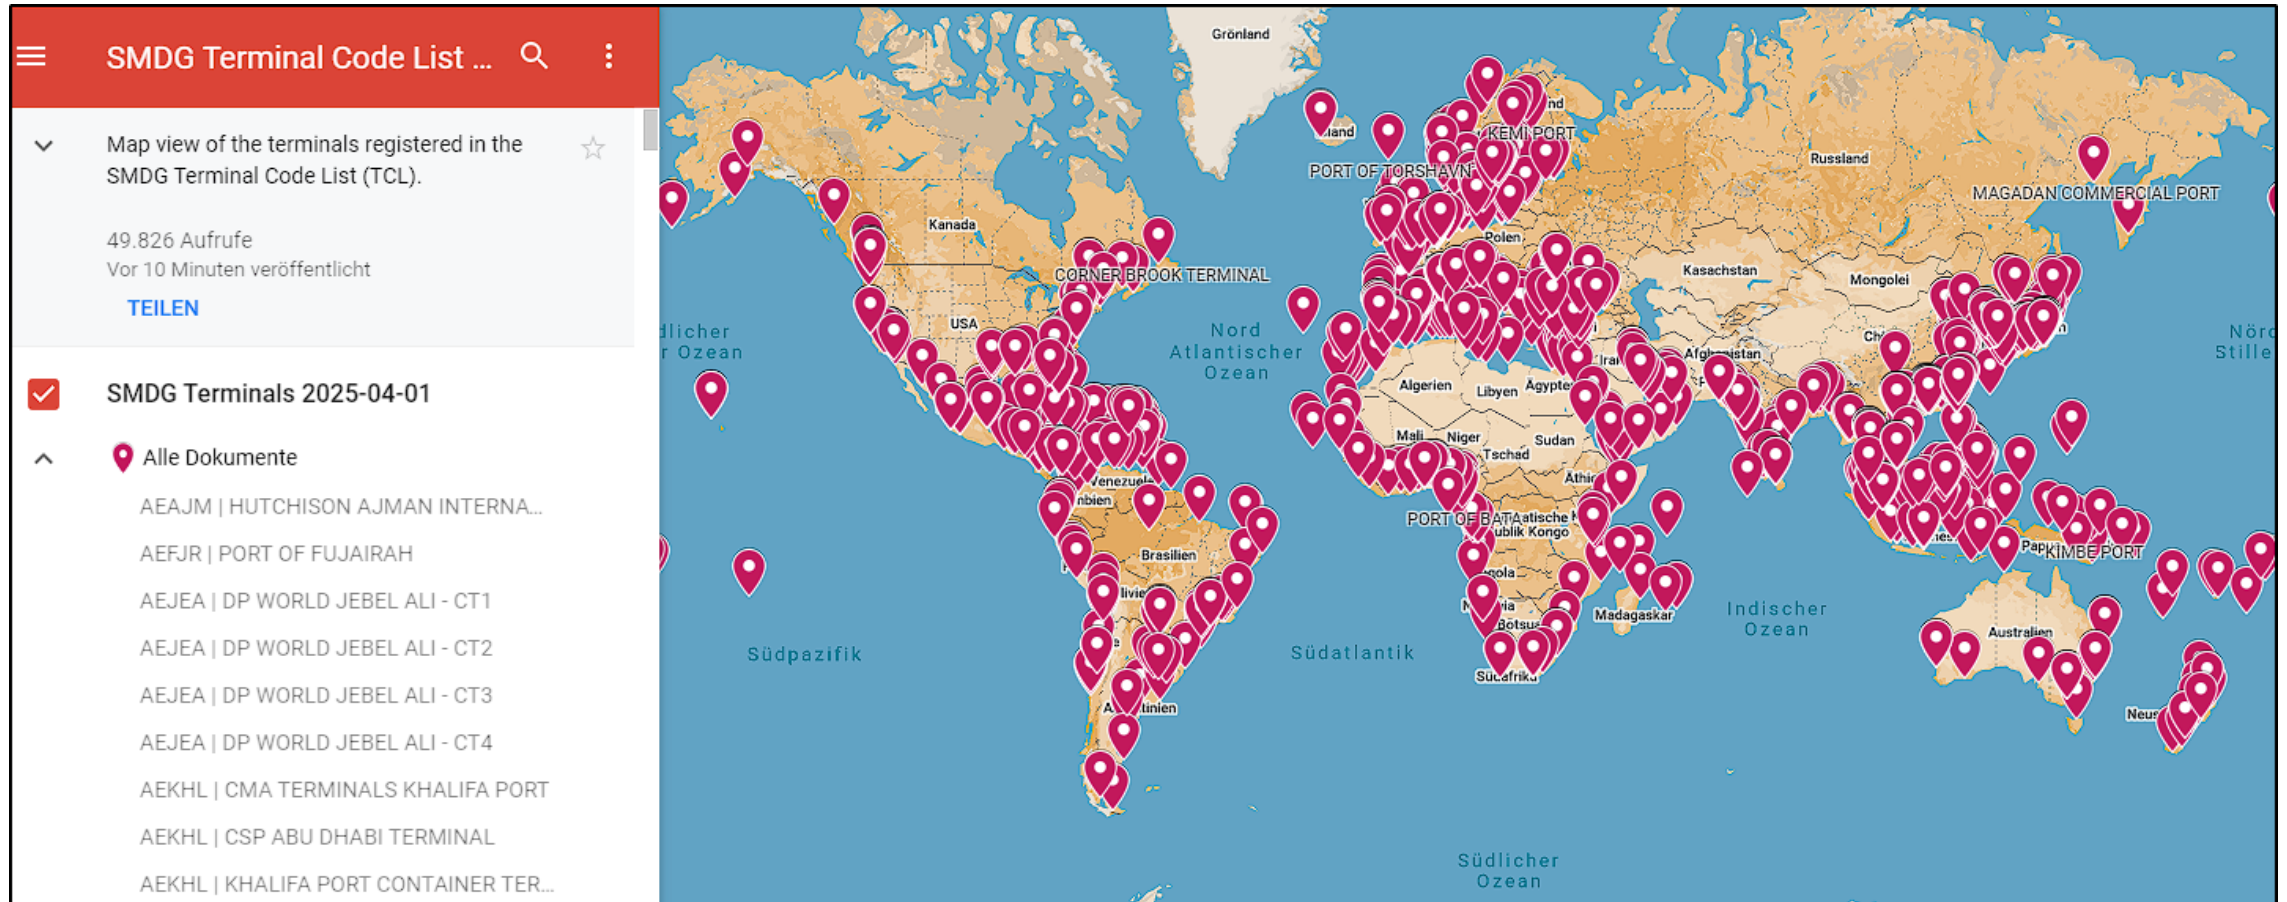 SMDG Terminal Code List ...
Map view of the terminals registered in the
SMDG Terminal Code List (TCL).
49.826 Aufrufe
Vor 10 Minuten veröffentlicht
TEILEN
SMDG Terminals 2025-04-01
Alle Dokumente
AEAJM | HUTCHISON AJMAN INTERNA...
AEFJR | PORT OF FUJAIRAH
AEJEA | DP WORLD JEBEL ALI - CT1
AEJEA | DP WORLD JEBEL ALI - CT2
AEJEA | DP WORLD JEBEL ALI - CT3
AEJEA | DP WORLD JEBEL ALI - CT4
AEKHL | CMA TERMINALS KHALIFA PORT
AEKHL | CSP ABU DHABI TERMINAL
AEKHL | KHALIFA PORT CONTAINER TER...
Grönland
KEMI PORT
PORT OF TORSHAVN
Russland
MAGADAN COMMERCIAL PORT
Kanada
Polen
CORNER BROOK TERMINAL
Kasachstan
Mongolei
USA
Nord
Atlantischer
Ozean
Afghanistan
Algerien
Libyen
Mali
Niger
Sudan
Tschad
PORT OF BATA
KIMBE PORT
Brasilien
Madagaskar
Indischer
Ozean
Australien
Südpazifik
Südatlantik
Südafrika
Südlicher
Ozean